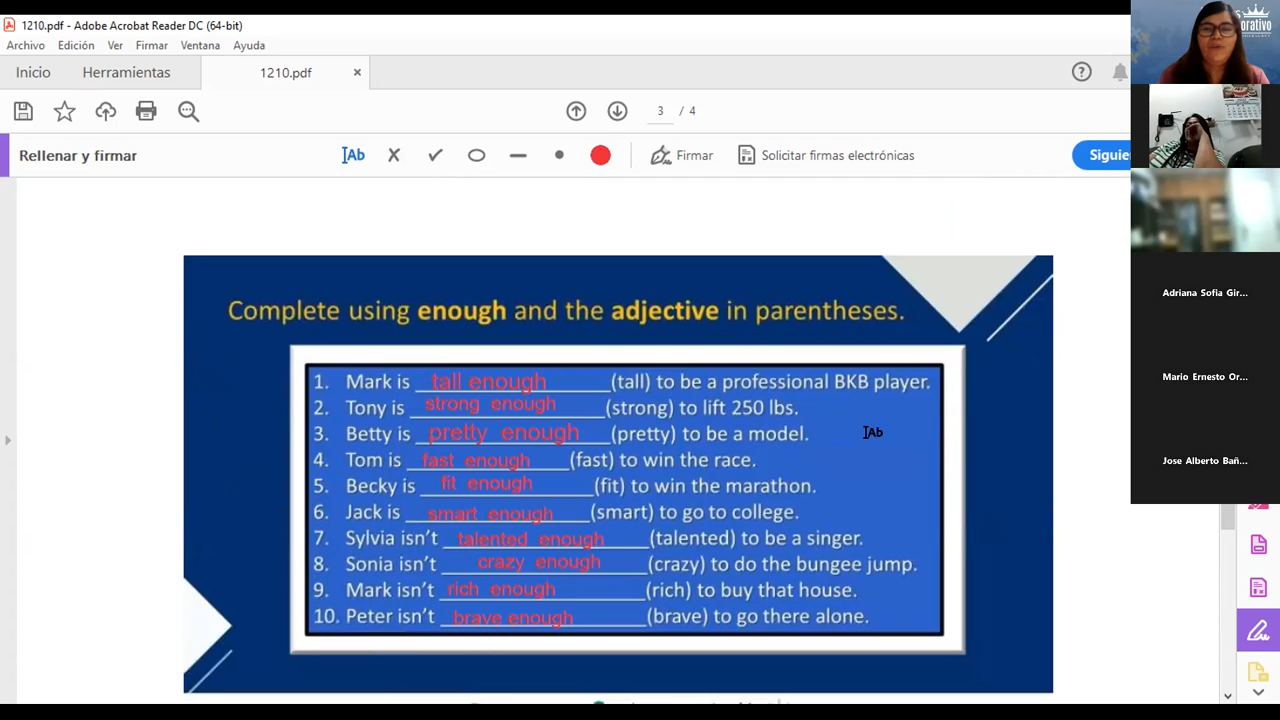 1210.pdf - Adobe Acrobat Reader DC (64-bit)
Archivo Edición Ver Firmar Ventana Ayuda
Inicio Herramientas 1210.pdf ×
3 / 4
Rellenar y firmar Ab Firmar Solicitar firmas electrónicas Siguie
orativo
Adriana Sofia Gir...
Mario Ernesto Or...
Jose Alberto Bañ...
Complete using enough and the adjective in parentheses.
1. Mark is tall enough (tall) to be a professional BKB player.
2. Tony is strong enough (strong) to lift 250 lbs.
3. Betty is pretty enough (pretty) to be a model.
Ab
4. Tom is fast enough (fast) to win the race.
5. Becky is fit enough (fit) to win the marathon.
6. Jack is smart enough (smart) to go to college.
7. Sylvia isn't talented enough (talented) to be a singer.
8. Sonia isn't crazy enough (crazy) to do the bungee jump.
9. Mark isn't rich enough (rich) to buy that house.
10. Peter isn't brave enough (brave) to go there alone.